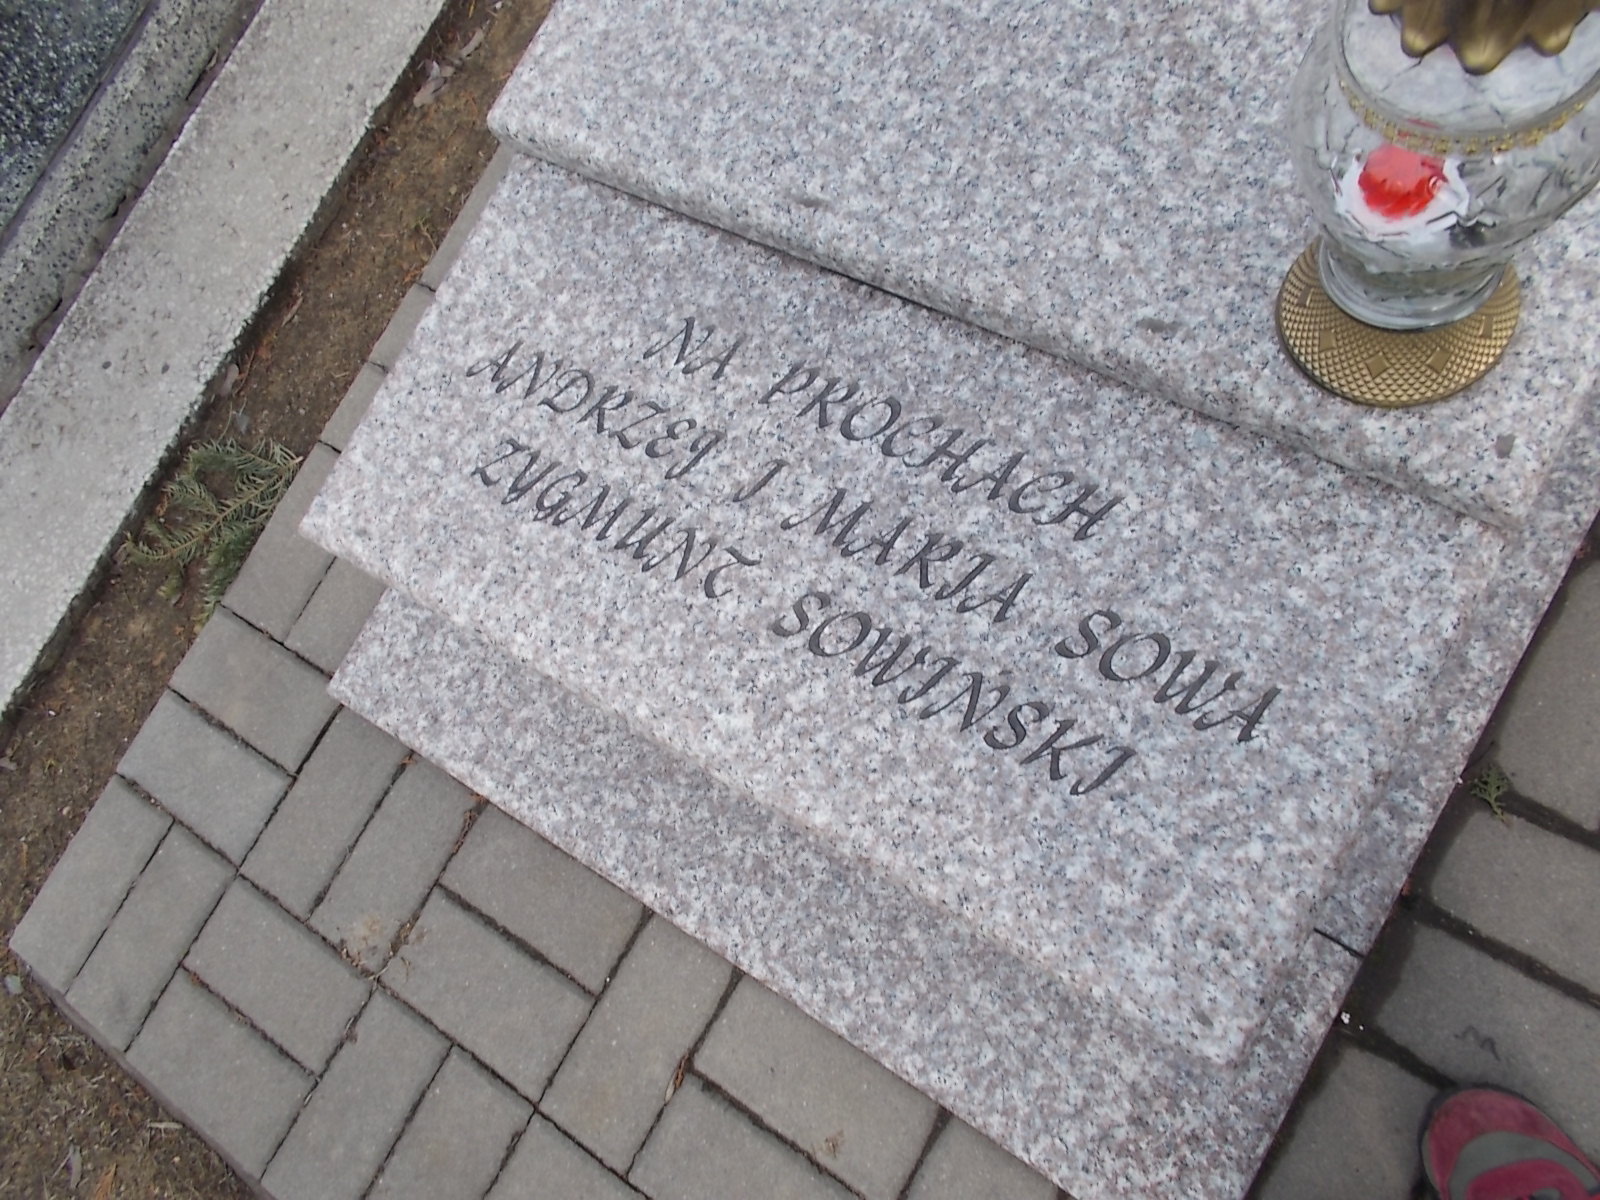 NA PROCHACH
ANDRZEJ I MARIA SOWA
ZYGMUNT SOWINSKI